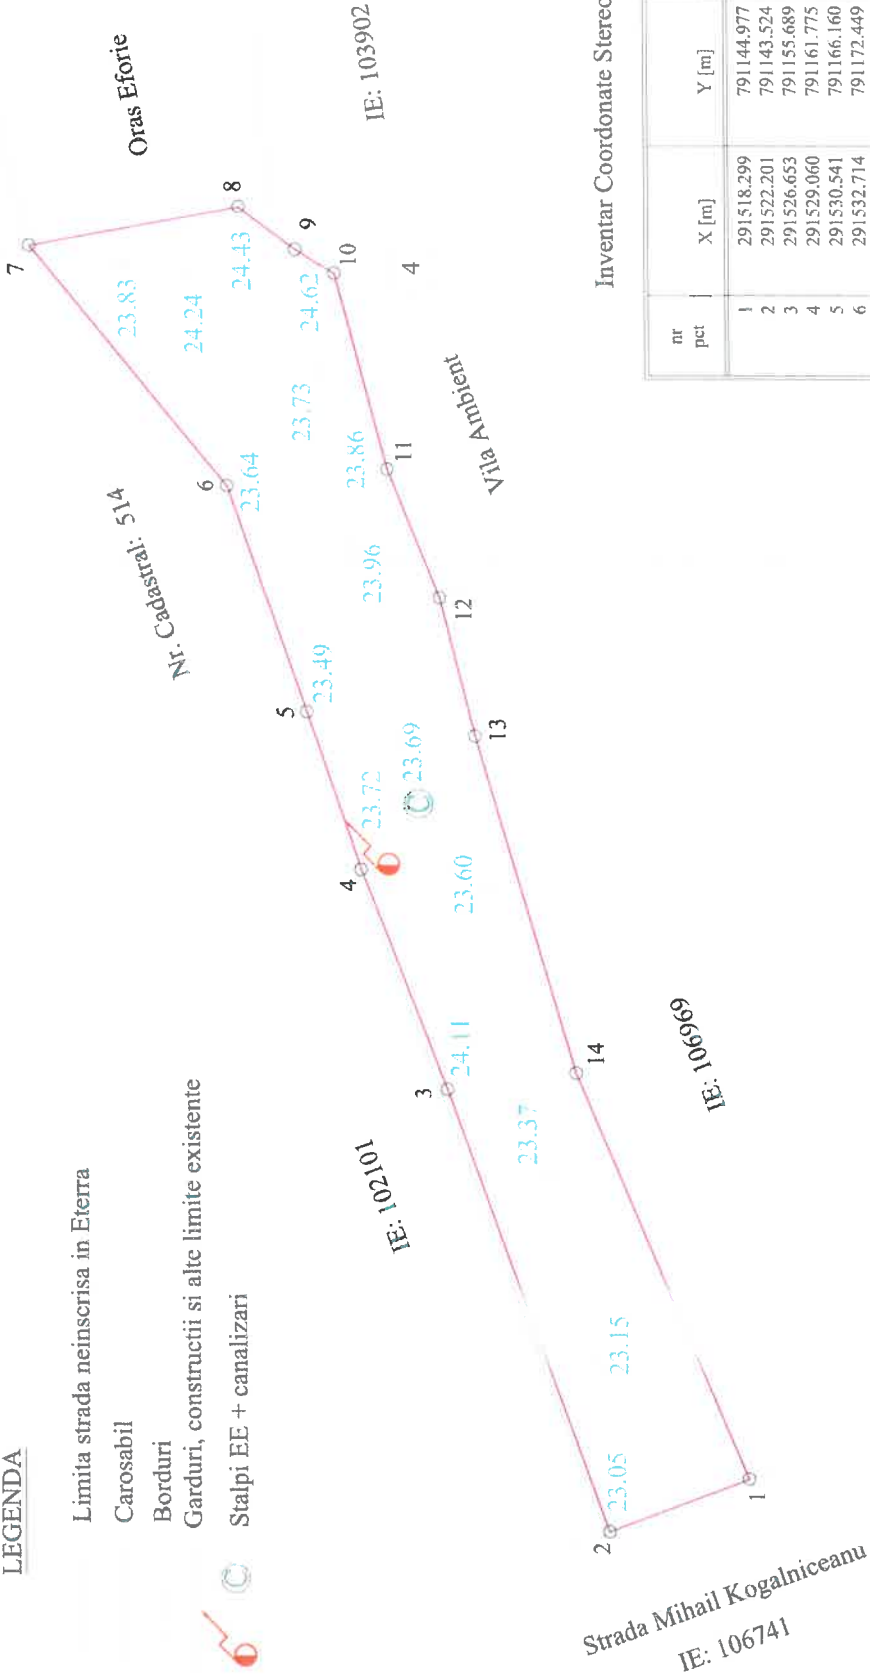 LEGENDA
Limita strada neinscrisa in Eterra
Carosabil
Borduri
Garduri, constructii si alte limite existente
Stalpi EE + canalizari
C
Oras Eforie
IE: 103902
Nr. Cadastral: 514
IE: 102101
Vila Ambient
4
IE: 106969
Strada Mihail Kogalniceanu
IE: 106741
1
2
3
4
5
6
7
8
9
10
11
12
13
14
23.05
23.15
23.37
24.11
23.60
23.72
C 23.69
23.49
23.96
23.64
23.86
23.73
24.62
24.24
23.83
24.43
Inventar Coordonate Stereo
nr pct X [m] Y [m]
1 291518.299 791144.977
2 291522.201 791143.524
3 291526.653 791155.689
4 291529.060 791161.775
5 291530.541 791166.160
6 291532.714 791172.449